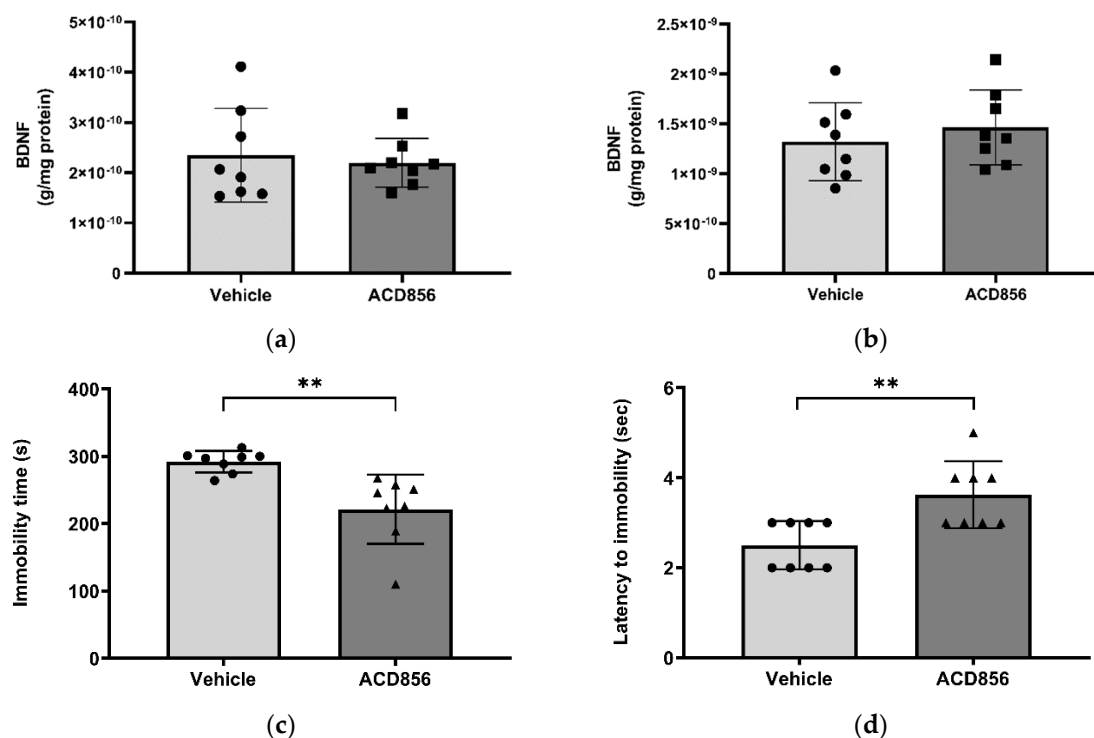 5×10⁻¹⁰
4×10⁻¹⁰
3×10⁻¹⁰
2×10⁻¹⁰
1×10⁻¹⁰
0
BDNF
(g/mg protein)
Vehicle
ACD856
(a)
2.5×10⁻⁹
2×10⁻⁹
1.5×10⁻⁹
1×10⁻⁹
5×10⁻¹⁰
0
BDNF
(g/mg protein)
Vehicle
ACD856
(b)
400
300
200
100
0
Immobility time (s)
**
Vehicle
ACD856
(c)
6
4
2
0
Latency to immobility (sec)
**
Vehicle
ACD856
(d)